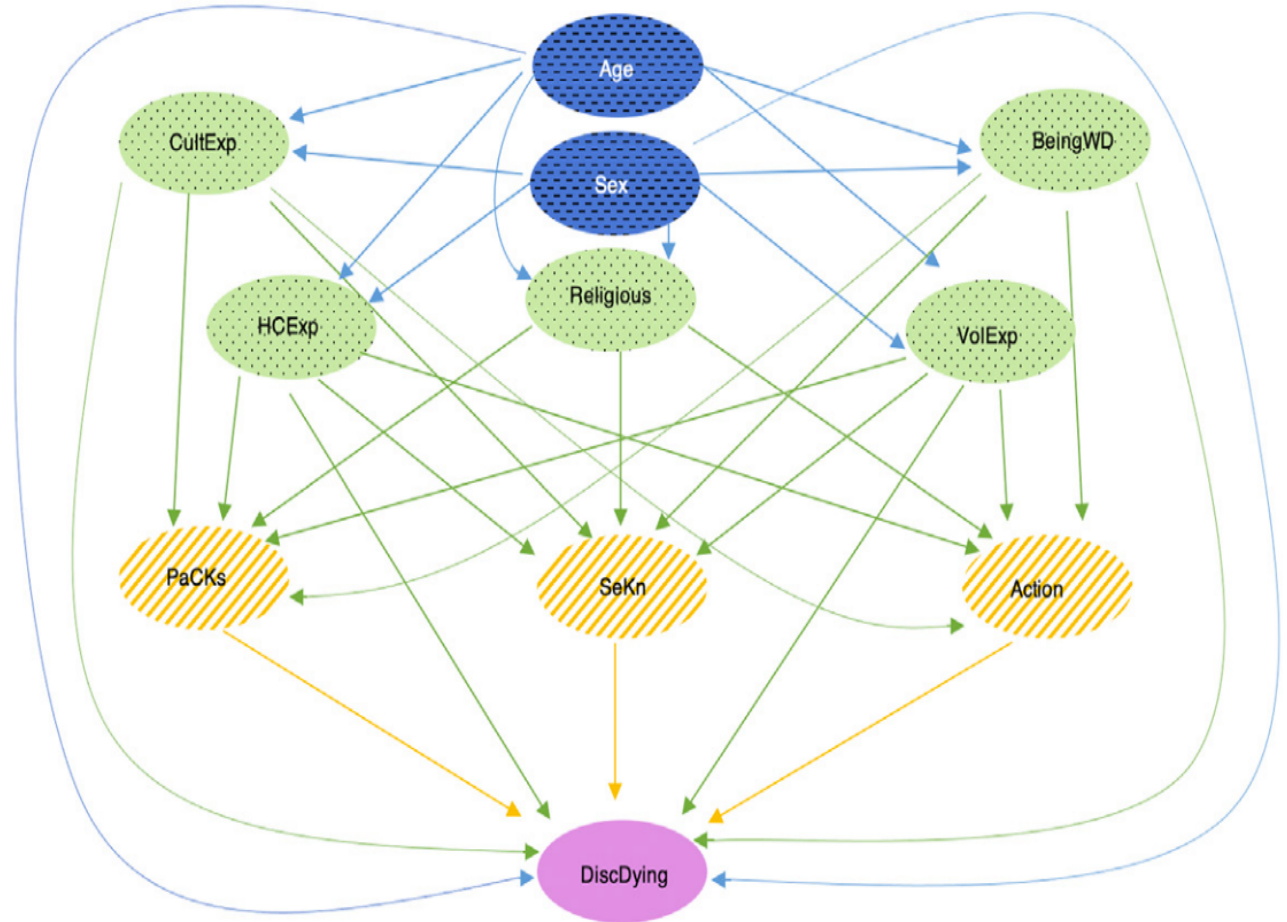 Age
CultExp
BeingWD
Sex
Religious
HCExp
VolExp
PaCKs
SeKn
Action
DiscDying